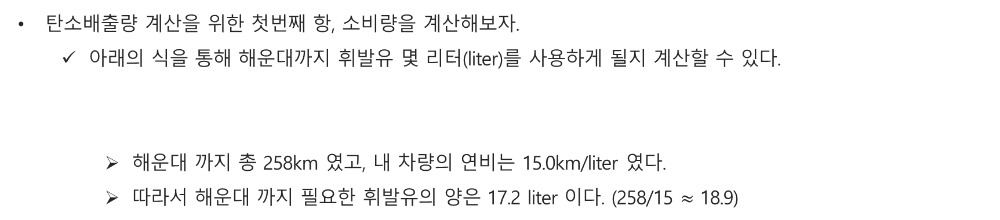 • 탄소배출량 계산을 위한 첫번째 항, 소비량을 계산해보자.
✓ 아래의 식을 통해 해운대까지 휘발유 몇 리터(liter)를 사용하게 될지 계산할 수 있다.
➢ 해운대 까지 총 258km 였고, 내 차량의 연비는 15.0km/liter 였다.
➢ 따라서 해운대 까지 필요한 휘발유의 양은 17.2 liter 이다. (258/15 ≈ 18.9)